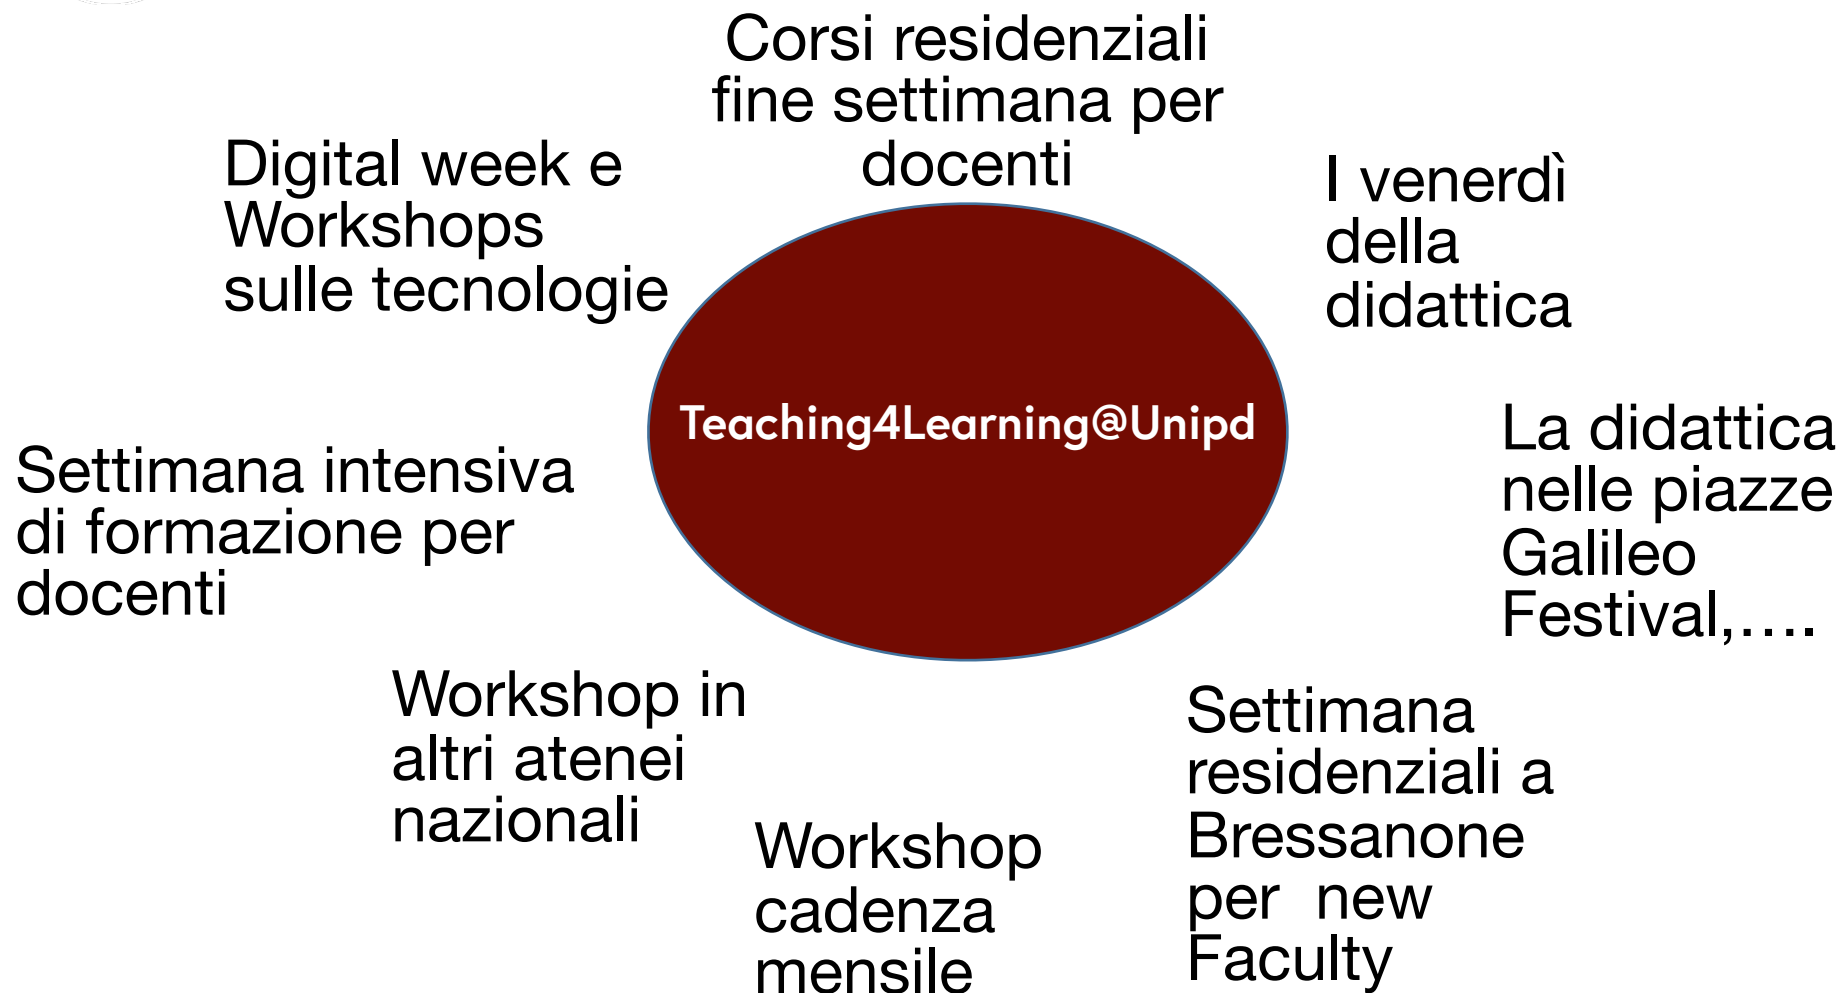 Corsi residenziali
fine settimana per
docenti
Digital week e
Workshops
sulle tecnologie
I venerdì
della
didattica
Teaching4Learning@Unipd
La didattica
nelle piazze
Galileo
Festival,….
Settimana intensiva
di formazione per
docenti
Workshop in
altri atenei
nazionali
Settimana
residenziali a
Bressanone
per  new
Faculty
Workshop
cadenza
mensile